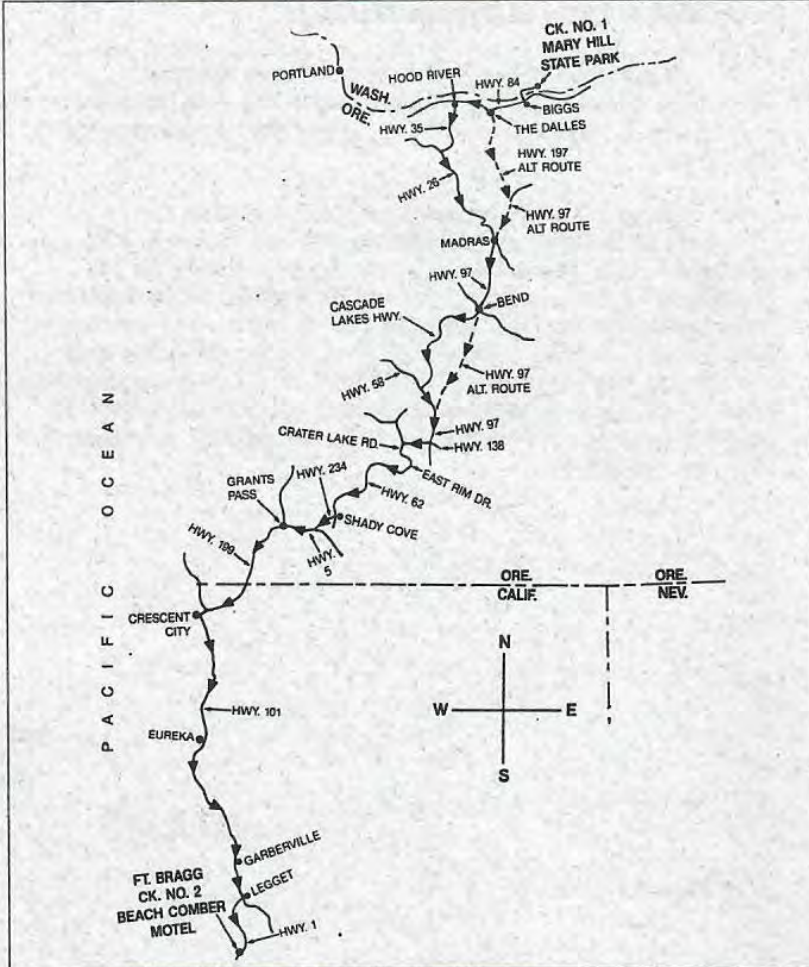 CK. NO. 1
MARY HILL
STATE PARK
PORTLAND
HOOD RIVER
HWY. 84
WASH.
ORE.
BIGGS
THE DALLES
HWY. 35
HWY. 197
ALT ROUTE
HWY. 26
HWY. 97
ALT ROUTE
MADRAS
HWY. 97
BEND
CASCADE
LAKES HWY.
HWY. 97
ALT. ROUTE
HWY. 58
HWY. 97
CRATER LAKE RD.
HWY. 138
EAST RIM DR.
GRANTS
PASS
HWY. 234
HWY. 62
SHADY COVE
HWY. 199
HWY.
5
ORE.
CALIF.
ORE.
NEV.
CRESCENT
CITY
PACIFIC OCEAN
N
W
E
S
HWY. 101
EUREKA
GARBERVILLE
LEGGET
FT. BRAGG
CK. NO. 2
BEACH COMBER
MOTEL
HWY. 1